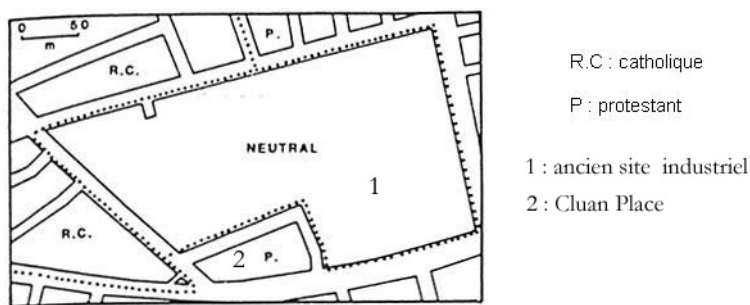 0 50
m
P.
R.C.
NEUTRAL
1
R.C.
2 P.
R.C : catholique
P : protestant
1 : ancien site industriel
2 : Cluan Place